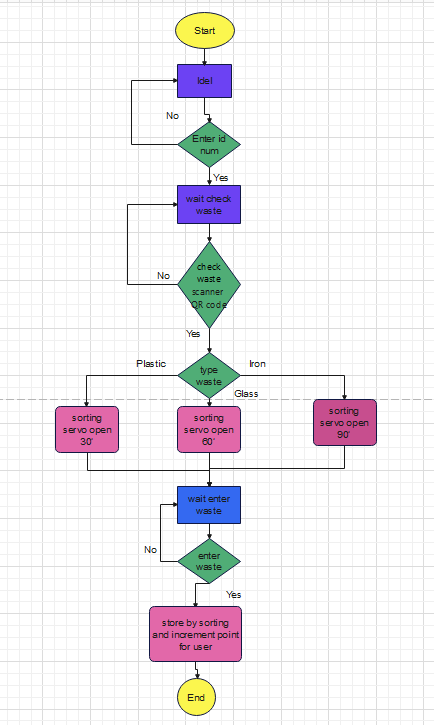 Start
Idel
No
Enter id
num
Yes
wait check
waste
No
check
waste
scanner
QR code
Yes
Plastic
type
waste
Iron
Glass
sorting
servo open
30'
sorting
servo open
60'
sorting
servo open
90'
wait enter
waste
No
enter
waste
Yes
store by sorting
and increment point
for user
End